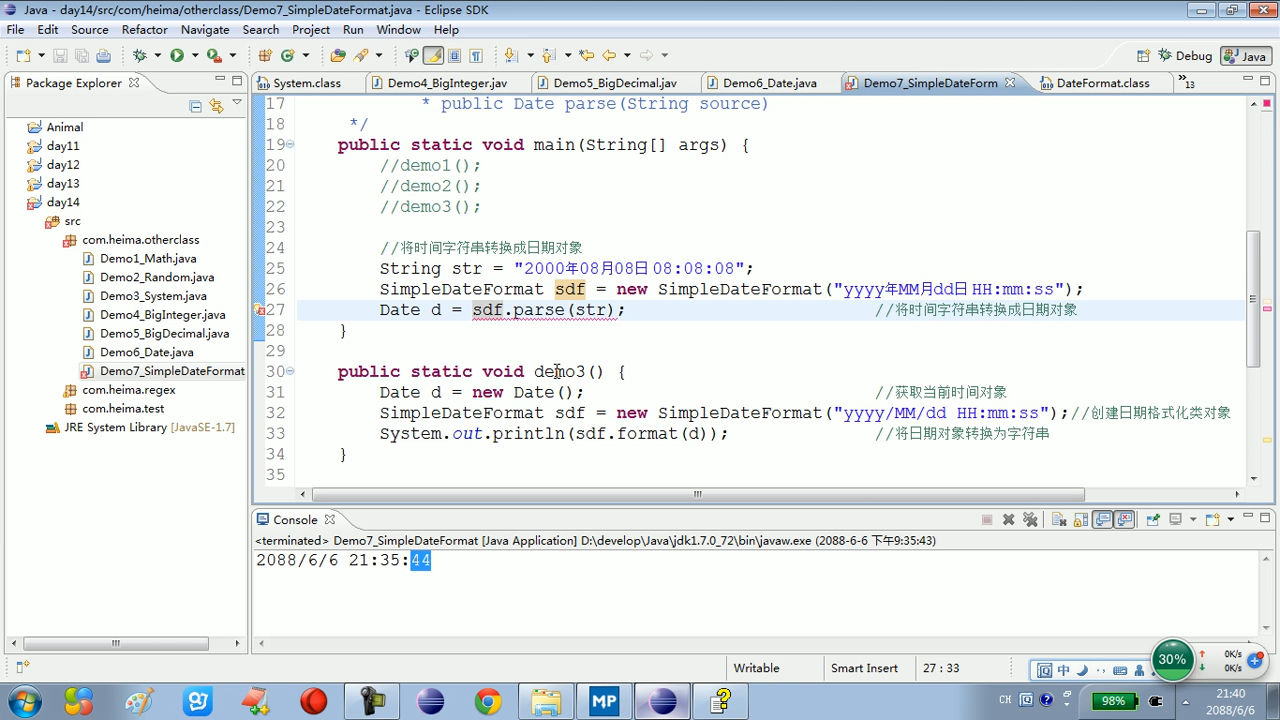 Java - day14/src/com/heima/otherclass/Demo7_SimpleDateFormat.java - Eclipse SDK
File Edit Source Refactor Navigate Search Project Run Window Help
Debug Java
Package Explorer
System.class Demo4_BigInteger.jav Demo5_BigDecimal.jav Demo6_Date.java Demo7_SimpleDateForm DateFormat.class »13
Animal
day11
day12
day13
day14
src
com.heima.otherclass
Demo1_Math.java
Demo2_Random.java
Demo3_System.java
Demo4_BigInteger.java
Demo5_BigDecimal.java
Demo6_Date.java
Demo7_SimpleDateFormat
com.heima.regex
com.heima.test
JRE System Library [JavaSE-1.7]
17 * public Date parse(String source)
18 */
19 public static void main(String[] args) {
20 //demo1();
21 //demo2();
22 //demo3();
23
24 //将时间字符串转换成日期对象
25 String str = "2000年08月08日 08:08:08";
26 SimpleDateFormat sdf = new SimpleDateFormat("yyyy年MM月dd日 HH:mm:ss");
27 Date d = sdf.parse(str); //将时间字符串转换成日期对象
28 }
29
30 public static void demo3() {
31 Date d = new Date(); //获取当前时间对象
32 SimpleDateFormat sdf = new SimpleDateFormat("yyyy/MM/dd HH:mm:ss");//创建日期格式化类对象
33 System.out.println(sdf.format(d)); //将日期对象转换为字符串
34 }
35
Console
<terminated> Demo7_SimpleDateFormat [Java Application] D:\develop\Java\jdk1.7.0_72\bin\javaw.exe (2088-6-6 下午9:35:43)
2088/6/6 21:35:44
Writable Smart Insert 27 : 33
中
30% 0K/s
0K/s
MP CH 98% 21:40
2088/6/6